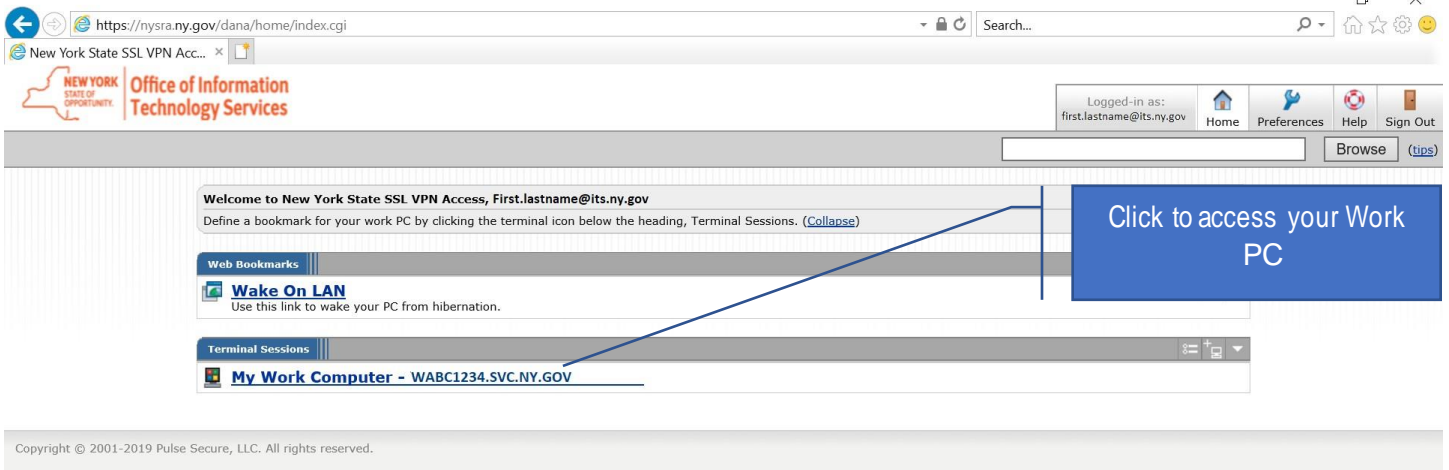 https://nysra.ny.gov/dana/home/index.cgi
Search...
New York State SSL VPN Acc...
NEW YORK
STATE OF
OPPORTUNITY.
Office of Information
Technology Services
Logged-in as:
first.lastname@its.ny.gov
Home
Preferences
Help
Sign Out
Browse
(tips)
Welcome to New York State SSL VPN Access, First.lastname@its.ny.gov
Define a bookmark for your work PC by clicking the terminal icon below the heading, Terminal Sessions. (Collapse)
Click to access your Work
PC
Web Bookmarks
Wake On LAN
Use this link to wake your PC from hibernation.
Terminal Sessions
My Work Computer - WABC1234.SVC.NY.GOV
Copyright © 2001-2019 Pulse Secure, LLC. All rights reserved.